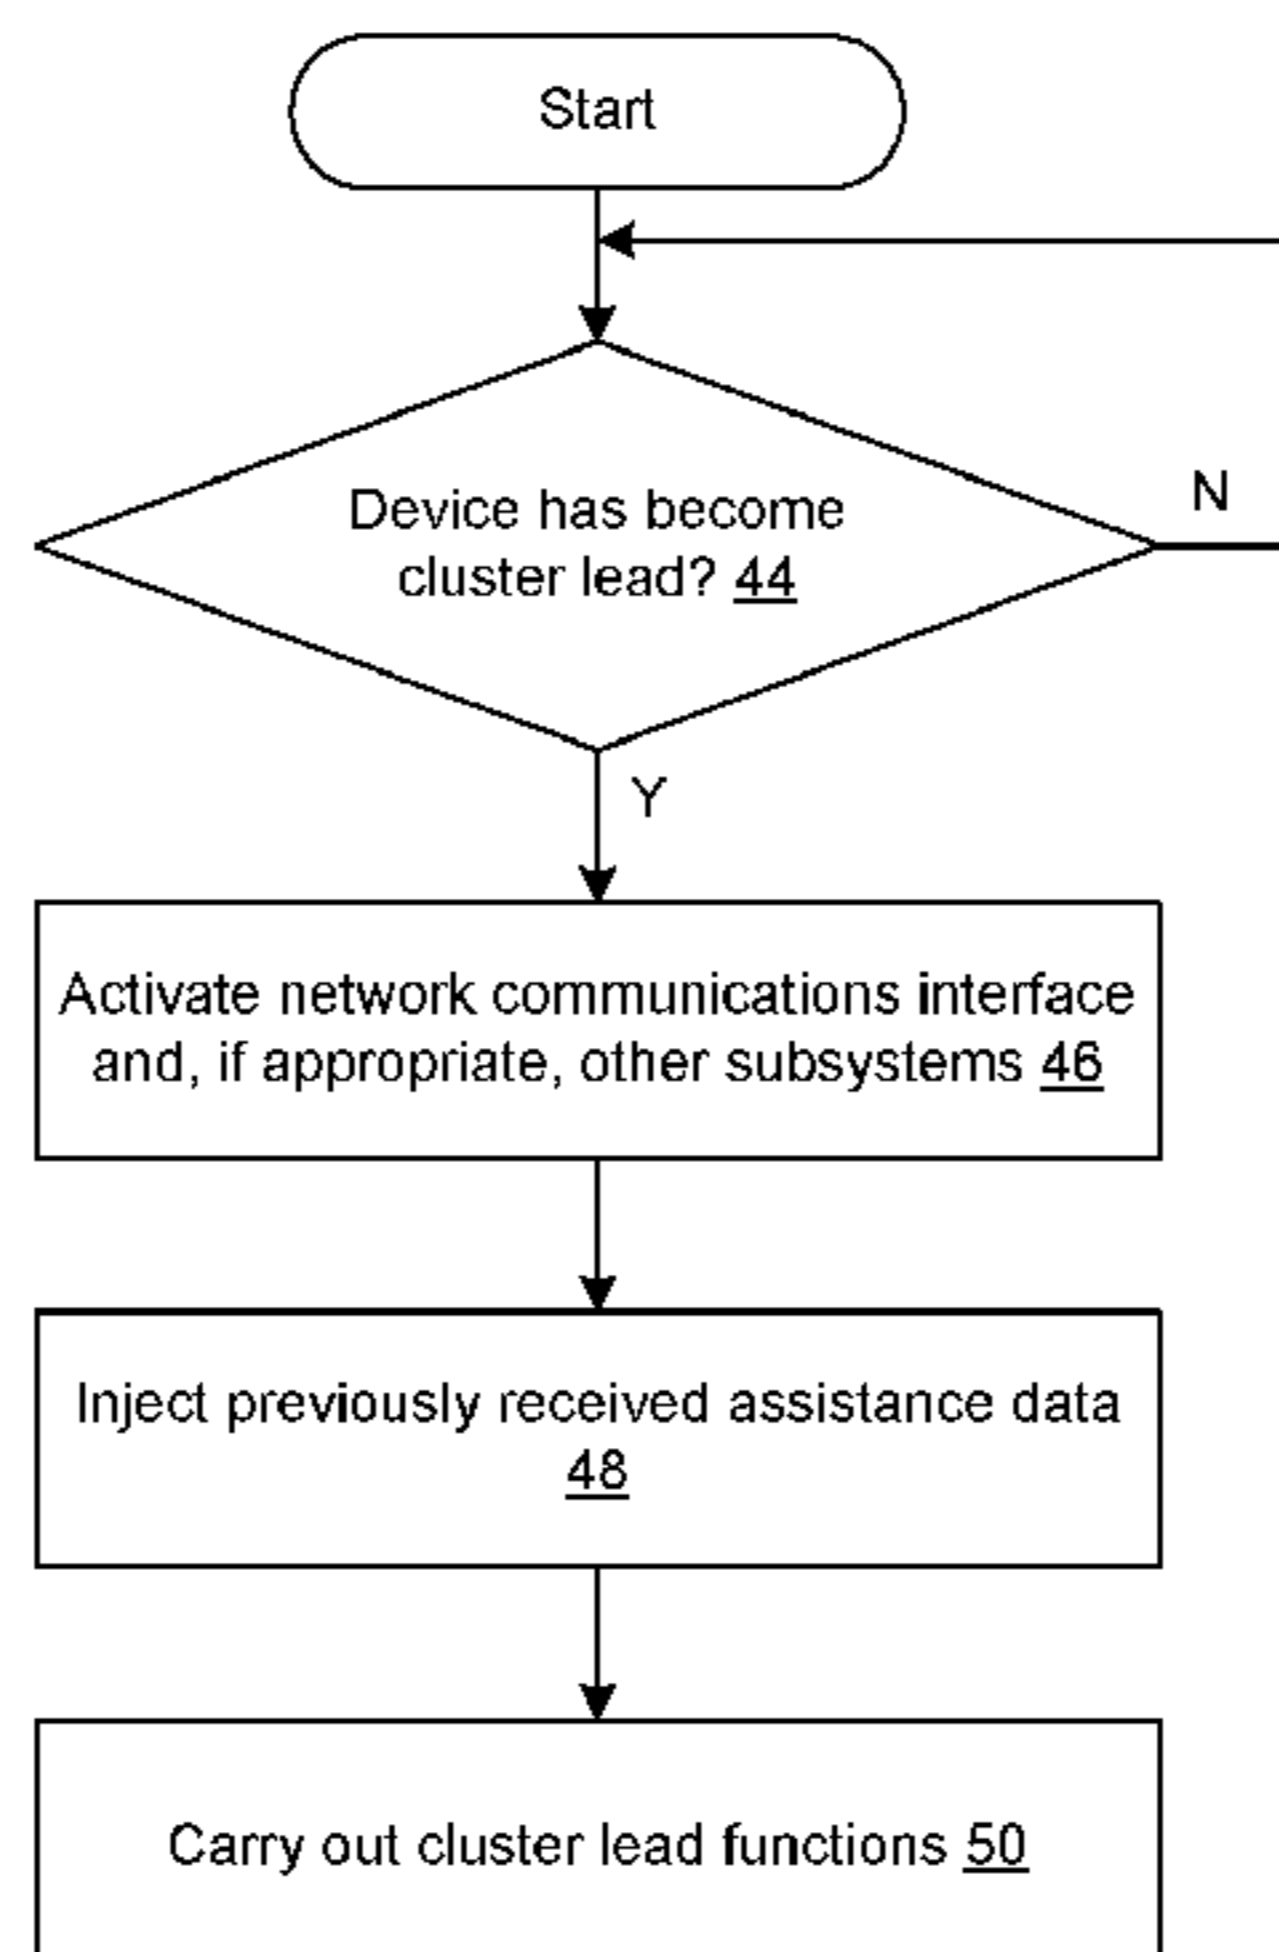 Start
Device has become
cluster lead? 44
N
Y
Activate network communications interface
and, if appropriate, other subsystems 46
Inject previously received assistance data
48
Carry out cluster lead functions 50